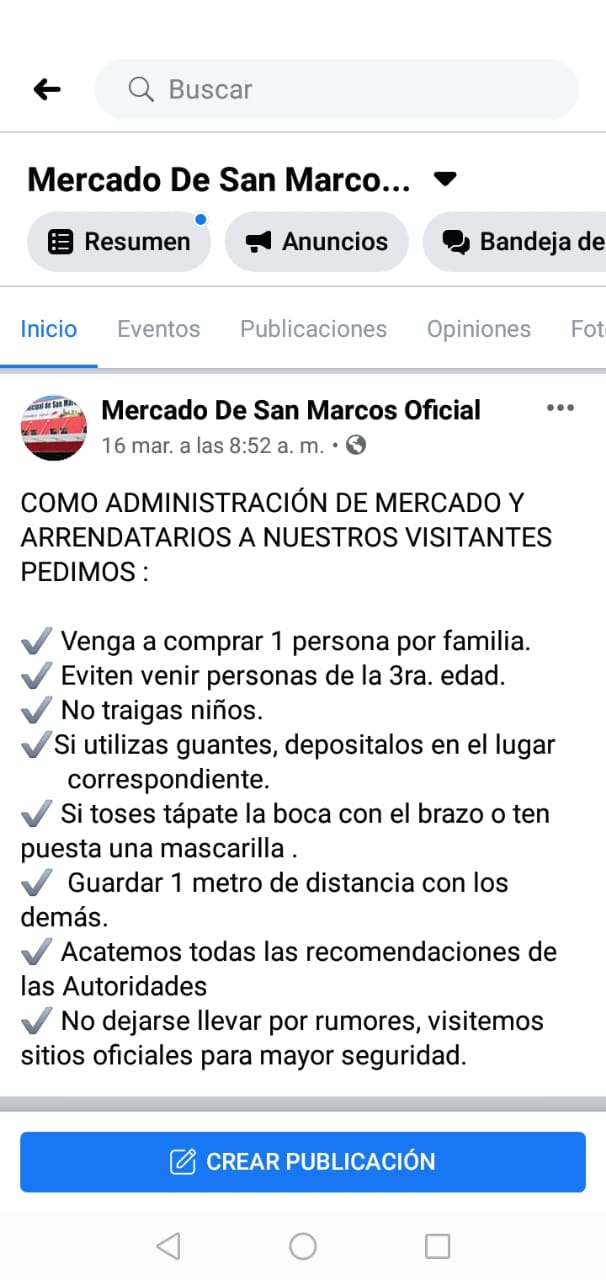 Buscar
Mercado De San Marco...
Resumen
Anuncios
Bandeja de
Inicio
Eventos
Publicaciones
Opiniones
Fot
Mercado De San Marcos Oficial
16 mar. a las 8:52 a. m. •
COMO ADMINISTRACIÓN DE MERCADO Y
ARRENDATARIOS A NUESTROS VISITANTES
PEDIMOS :
✔ Venga a comprar 1 persona por familia.
✔ Eviten venir personas de la 3ra. edad.
✔ No traigas niños.
✔Si utilizas guantes, depositalos en el lugar
correspondiente.
✔ Si toses tápate la boca con el brazo o ten
puesta una mascarilla .
✔ Guardar 1 metro de distancia con los
demás.
✔ Acatemos todas las recomendaciones de
las Autoridades
✔ No dejarse llevar por rumores, visitemos
sitios oficiales para mayor seguridad.
CREAR PUBLICACIÓN